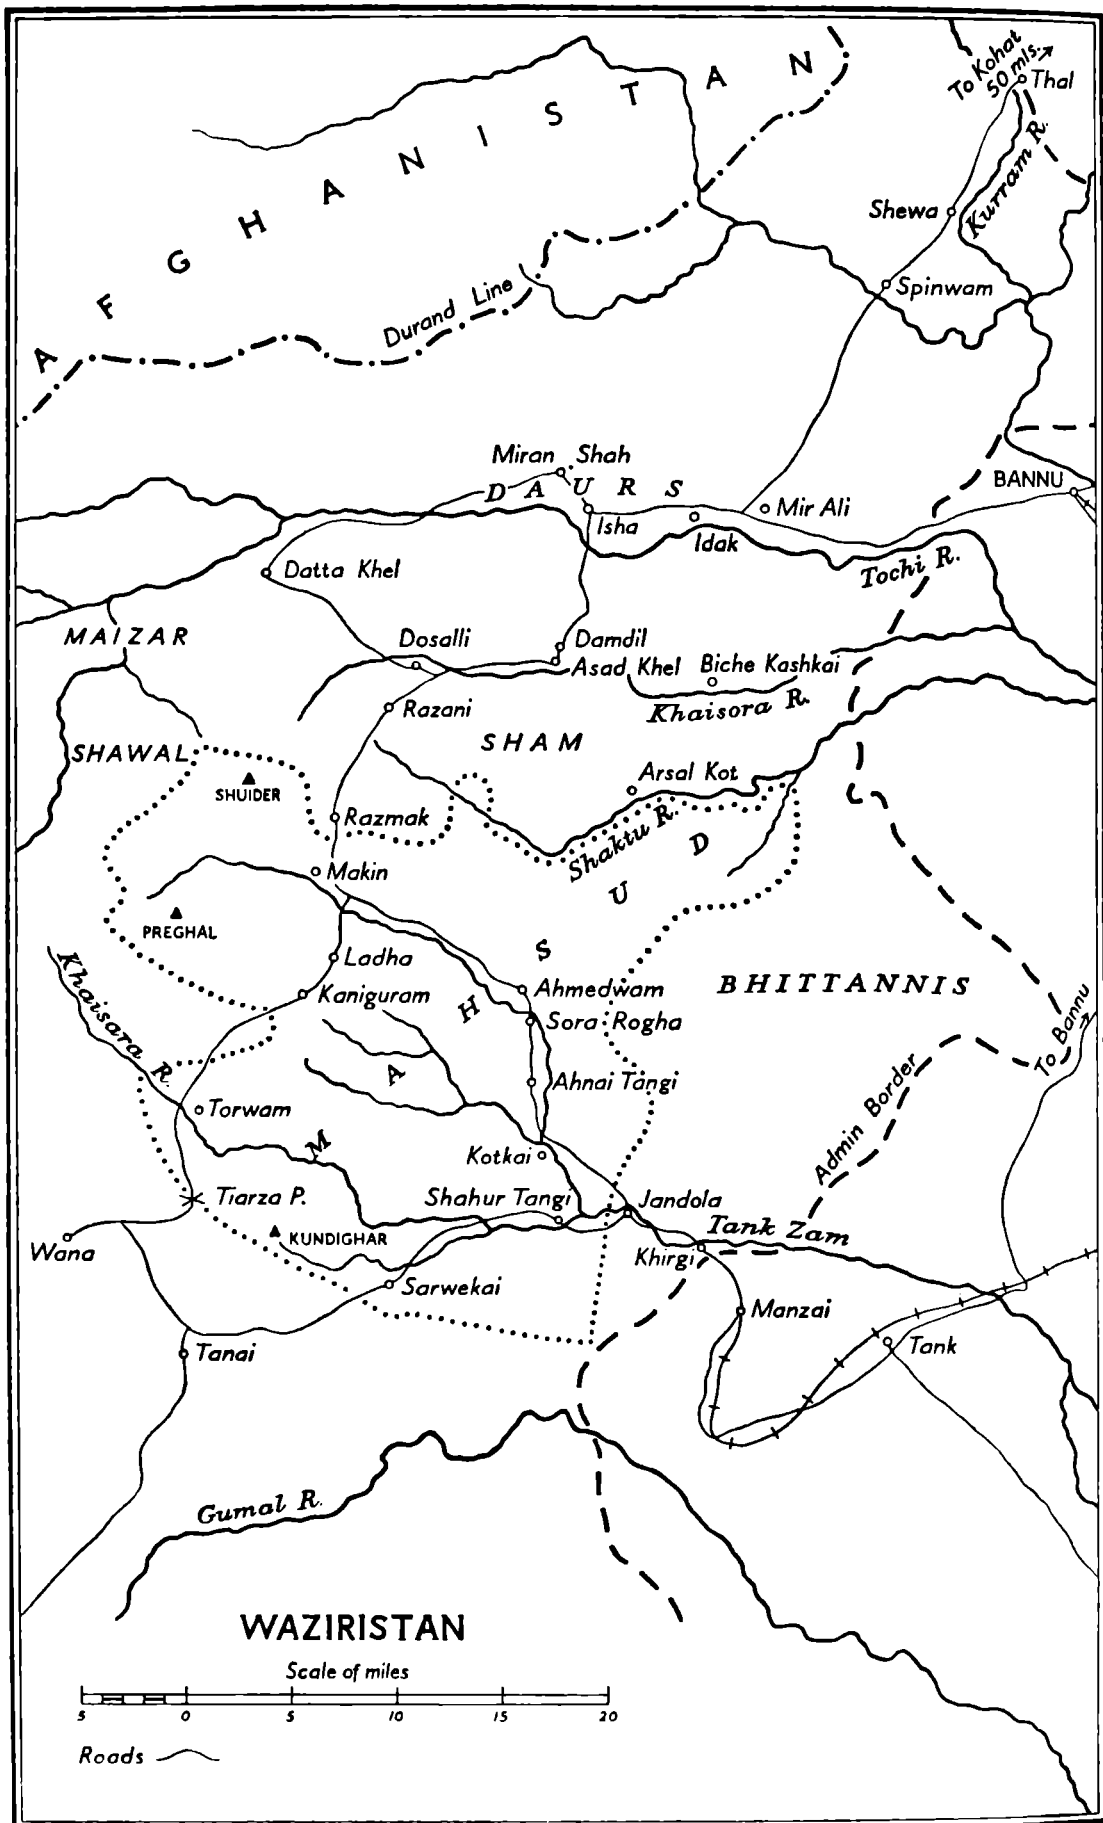 AFGHANISTAN
To Kohat
50 mls.
Thal
Kurram R.
Shewa
Spinwam
Durand Line
Miran Shah
DAURS
BANNU
Isha
Idak
Mir Ali
Tochi R.
Datta Khel
MAIZAR
Dosalli
Damdil
Asad Khel
Biche Kashkai
Khaisora R.
Razani
SHAWAL
SHAM
SHUIDER
Arsal Kot
Razmak
Shaktu R.
Makin
PREGHAL
MAHSUD
Ladha
Khaisara R.
Kaniguram
Ahmedwam
BHITTANNIS
Sora Rogha
To Bannu
Ahnai Tangi
Torwam
Admin Border
Kotkai
Tiarza P.
Shahur Tangi
Jandola
Tank Zam
Wana
KUNDIGHAR
Khirgi
Sarwekai
Manzai
Tanai
Tank
Gumal R.
WAZIRISTAN
Scale of miles
5 0 5 10 15 20
Roads